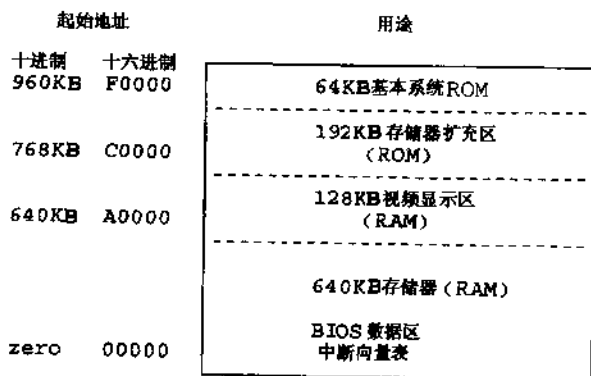 起始地址 用途
十进制 十六进制
960KB F0000 64KB基本系统ROM
192KB存储器扩充区
768KB C0000 (ROM)
128KB视频显示区
640KB A0000 (RAM)
640KB存储器(RAM)
BIOS数据区
zero 00000 中断向量表